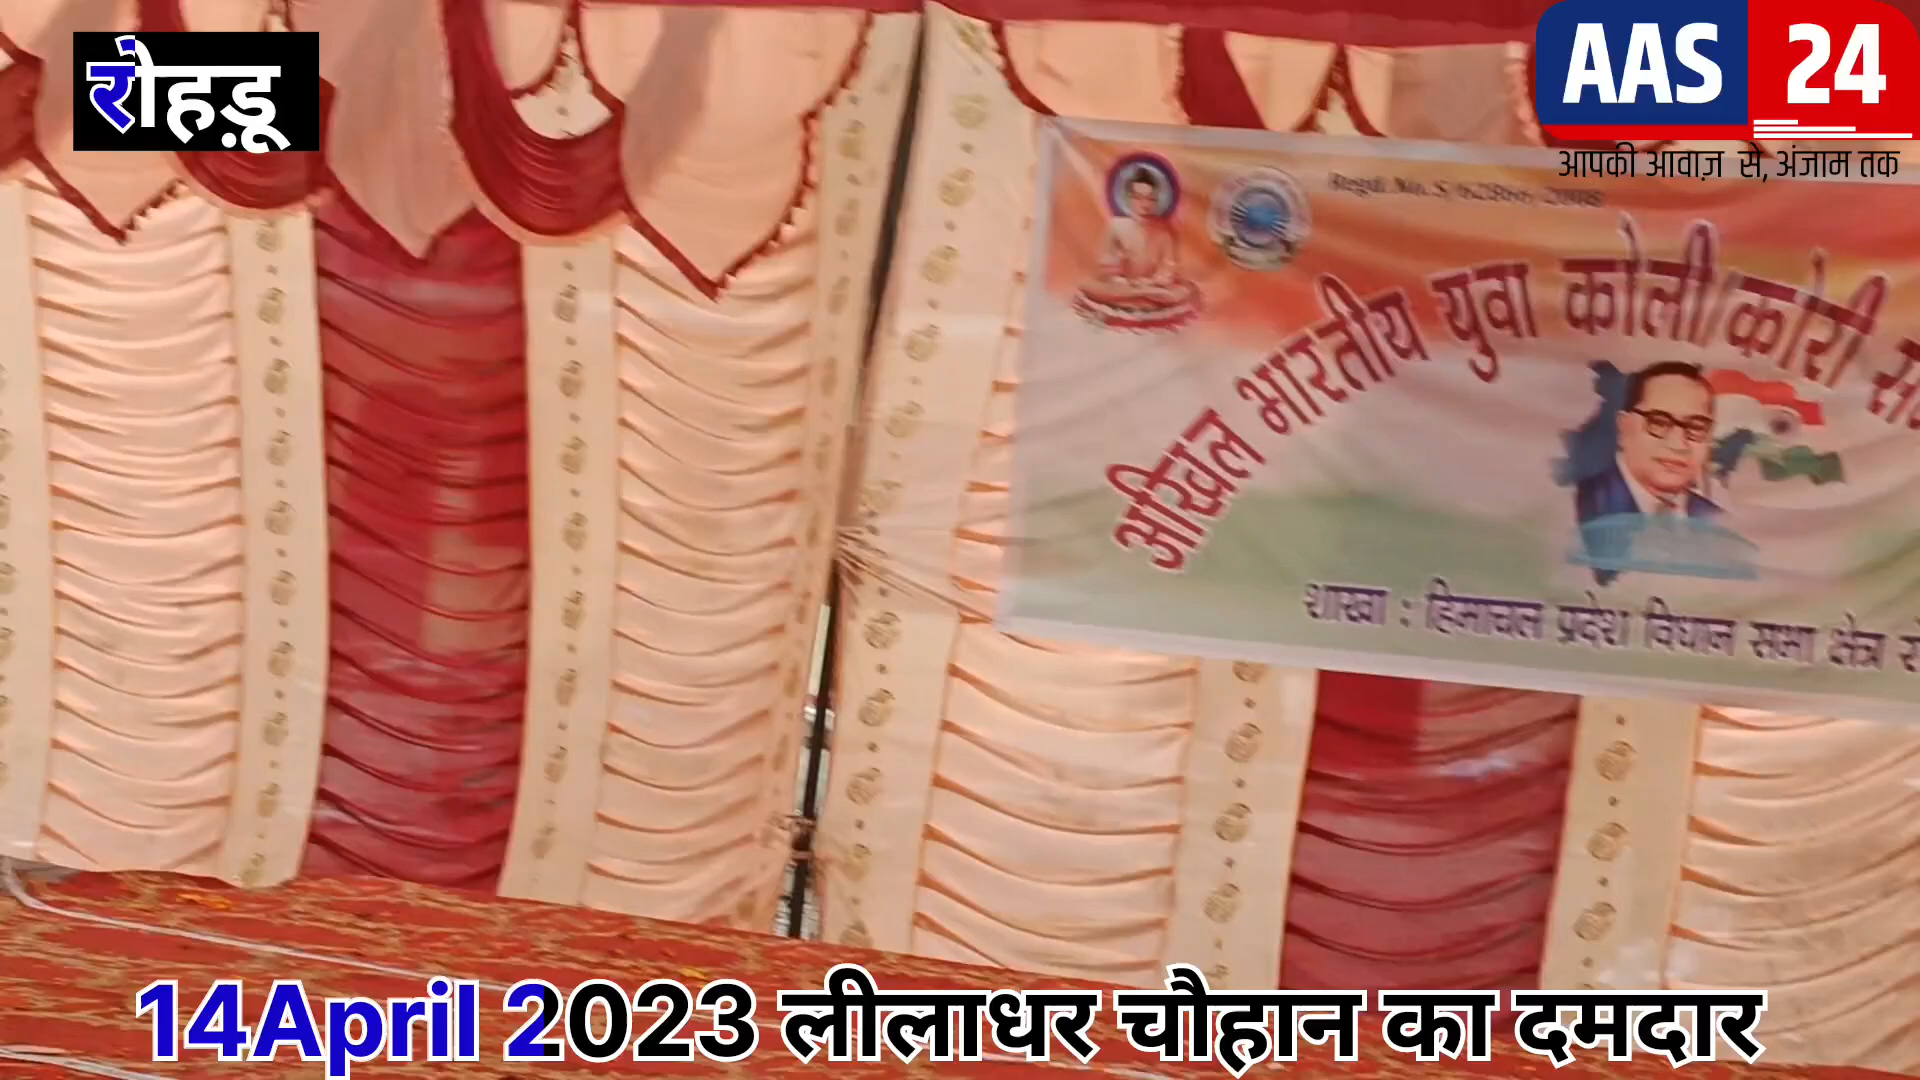 रोहड़ू
AAS 24
आपकी आवाज़ से, अंजाम तक
अखिल भारतीय युवा कोली/कोरी
शाखा : हिमाचल प्रदेश विधान सभा क्षेत्र
14April 2023 लीलाधर चौहान का दमदार